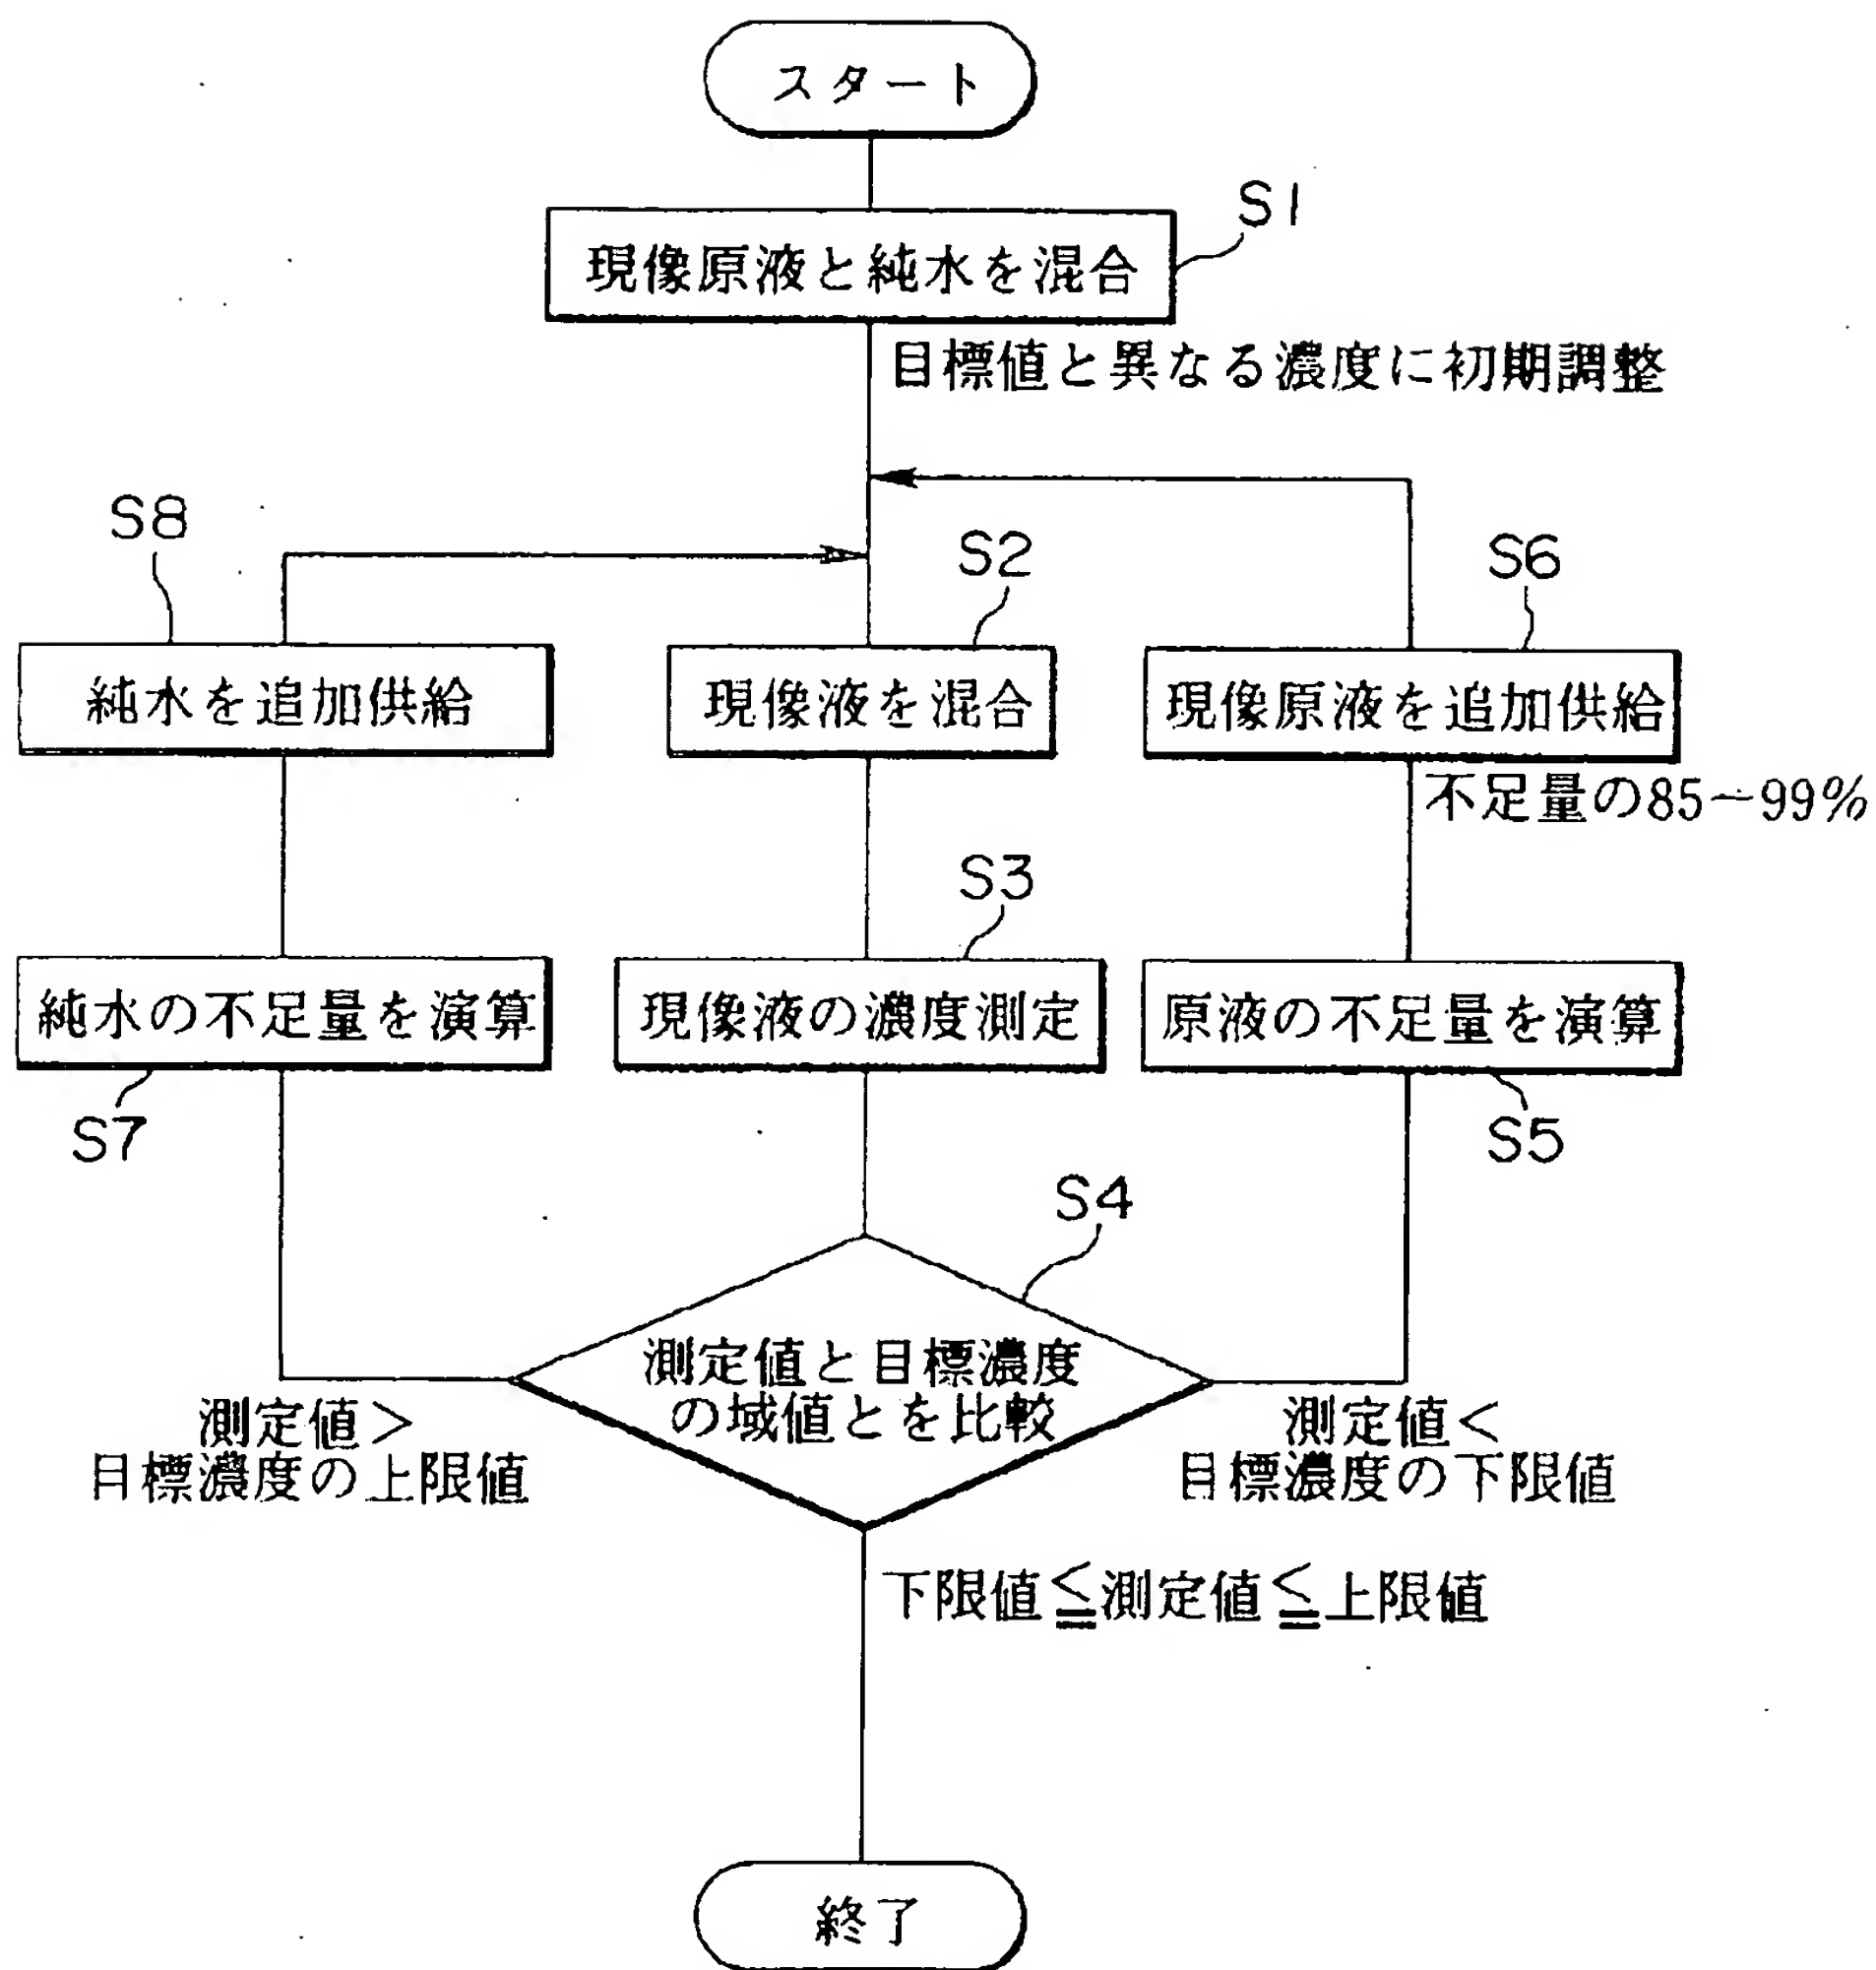 スタート
S1
現像原液と純水を混合
目標値と異なる濃度に初期調整
S8
S2
S6
純水を追加供給
現像液を混合
現像原液を追加供給
不足量の85〜99%
S3
純水の不足量を演算
現像液の濃度測定
原液の不足量を演算
S7
S5
S4
測定値と目標濃度
の域値とを比較
測定値>
目標濃度の上限値
測定値<
目標濃度の下限値
下限値≦測定値≦上限値
終了